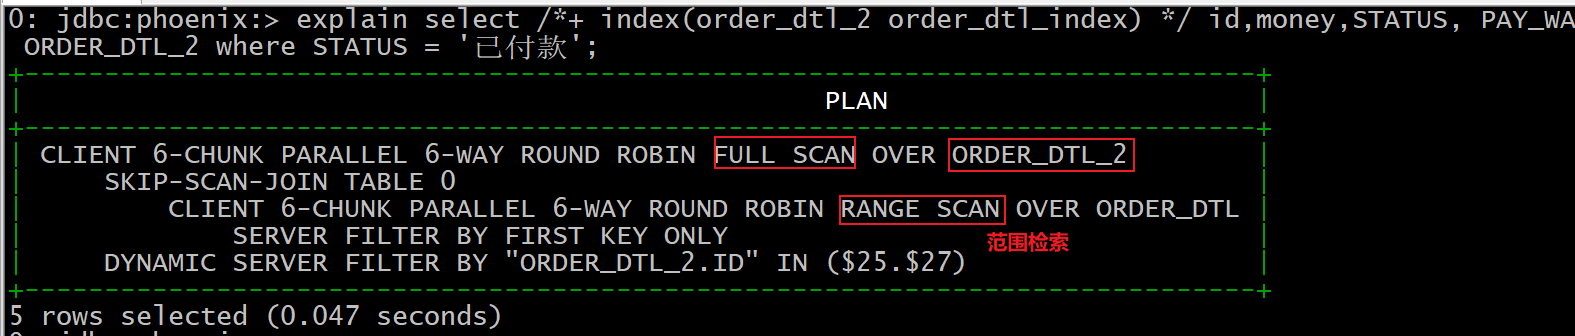 0: jdbc:phoenix:> explain select /*+ index(order_dtl_2 order_dtl_index) */ id,money,STATUS, PAY_WA
ORDER_DTL_2 where STATUS = '已付款';
PLAN
CLIENT 6-CHUNK PARALLEL 6-WAY ROUND ROBIN FULL SCAN OVER ORDER_DTL_2
SKIP-SCAN-JOIN TABLE 0
CLIENT 6-CHUNK PARALLEL 6-WAY ROUND ROBIN RANGE SCAN OVER ORDER_DTL
SERVER FILTER BY FIRST KEY ONLY
范围检索
DYNAMIC SERVER FILTER BY "ORDER_DTL_2.ID" IN ($25.$27)
5 rows selected (0.047 seconds)